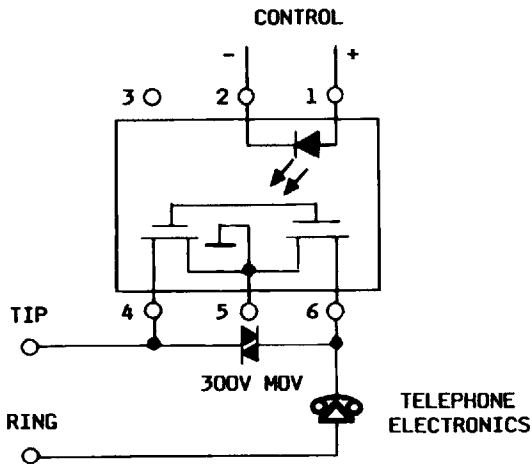 CONTROL
- +
3 2 1
4 5 6
TIP
300V MOV
RING
TELEPHONE
ELECTRONICS